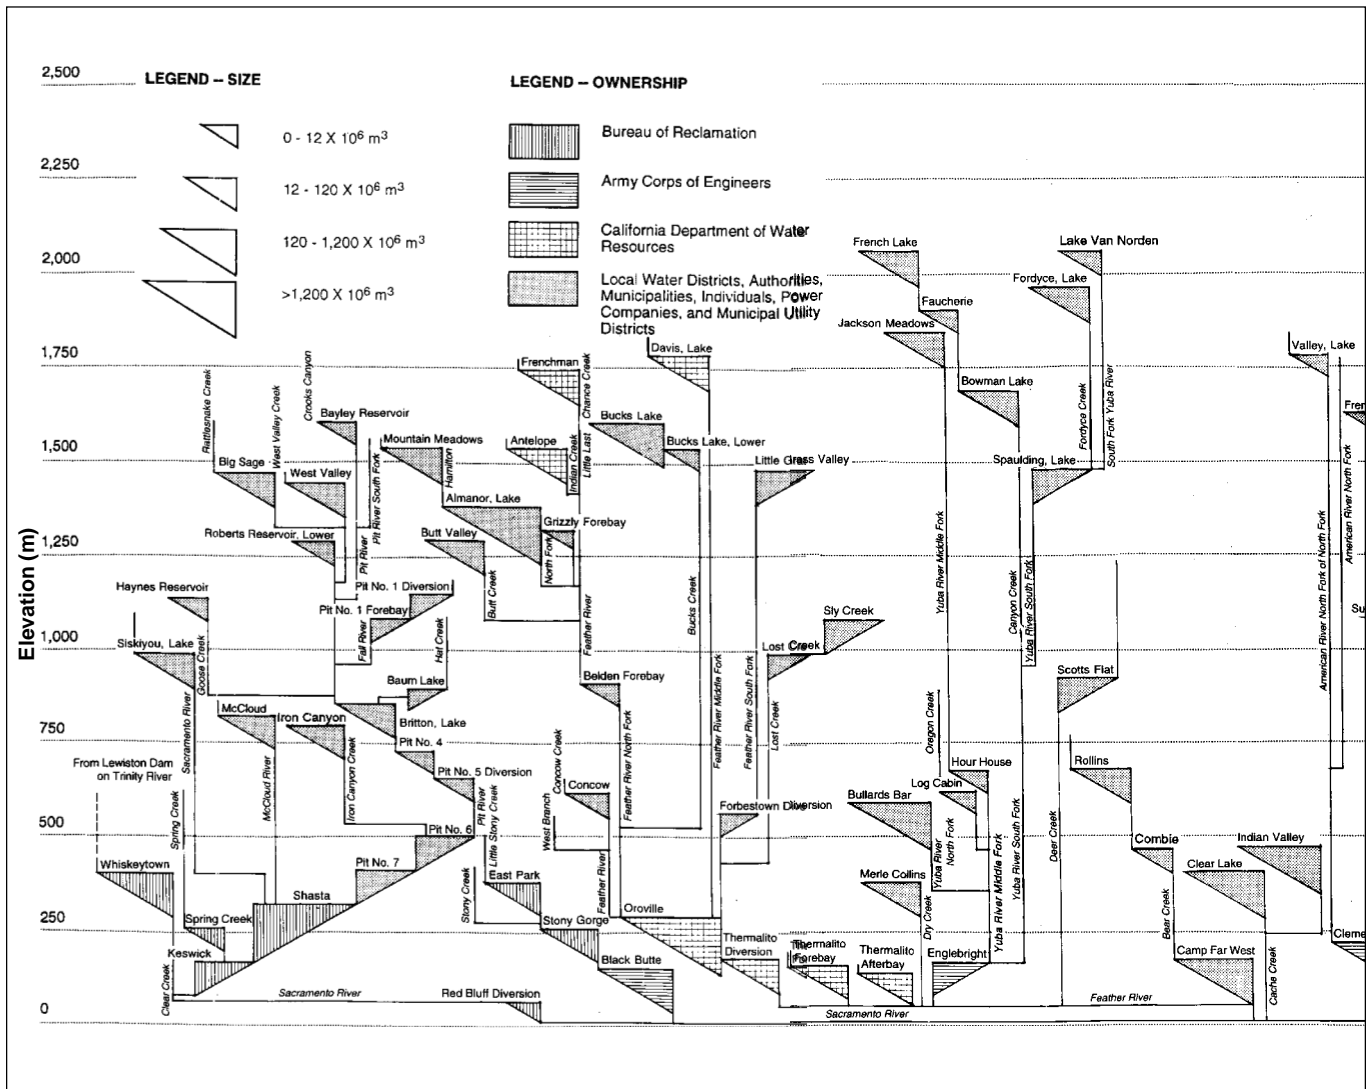 2,500
LEGEND -- SIZE
LEGEND -- OWNERSHIP
0 - 12 X 10⁶ m³
Bureau of Reclamation
2,250
12 - 120 X 10⁶ m³
Army Corps of Engineers
120 - 1,200 X 10⁶ m³
California Department of Water
Resources
2,000
>1,200 X 10⁶ m³
Local Water Districts, Authorities,
Municipalities, Individuals, Power
Companies, and Municipal Utility
Districts
French Lake
Lake Van Norden
Fordyce, Lake
Faucherie
Jackson Meadows
1,750
Crooks Canyon
Davis, Lake
Valley, Lake
Frenchman
Chance Creek
Little Last
Rattlesnake Creek
West Valley Creek
Bowman Lake
Fordyce Creek
South Fork Yuba River
Fren
Bayley Reservoir
Bucks Lake
1,500
Mountain Meadows
Antelope
Bucks Lake, Lower
Big Sage
West Valley
Pit River South Fork
Hamilton
Indian Creek
Little Grass Valley
Spaulding, Lake
American River North Fork
Almanor, Lake
Roberts Reservoir, Lower
Butt Valley
Grizzly Forebay
1,250
Pit River
North Fork
Yuba River Middle Fork
American River North Fork of North Fork
Haynes Reservoir
Pit No. 1 Diversion
Butt Creek
Bucks Creek
Canyon Creek
Yuba River South Fork
Pit No. 1 Forebay
Sly Creek
Su
Elevation (m)
1,000
Siskiyou, Lake
Goose Creek
Fall River
Hat Creek
Feather River
Lost Creek
Belden Forebay
Scotts Flat
Baum Lake
McCloud
Iron Canyon
Britton, Lake
Sacramento River
Feather River North Fork
Feather River Middle Fork
Feather River South Fork
Lost Creek
Oregon Creek
750
Pit No. 4
From Lewiston Dam
on Trinity River
McCloud River
Iron Canyon Creek
Pit No. 5 Diversion
Concow Creek
Hour House
Rollins
Concow
Log Cabin
Bullards Bar
Spring Creek
Pit River
Little Stony Creek
West Branch
Forbestown Diversion
500
Pit No. 6
Yuba River
North Fork
Yuba River South Fork
Deer Creek
Combie
Indian Valley
Whiskeytown
Pit No. 7
Clear Lake
East Park
Merle Collins
Shasta
Stony Creek
Feather River
Oroville
Dry Creek
Yuba River Middle Fork
Bear Creek
250
Spring Creek
Stony Gorge
Thermalito
Diversion
Thermalito
Forebay
Thermalito
Afterbay
Englebright
Camp Far West
Cleme
Keswick
Black Butte
Clear Creek
Cache Creek
Sacramento River
Red Bluff Diversion
Feather River
0
Sacramento River